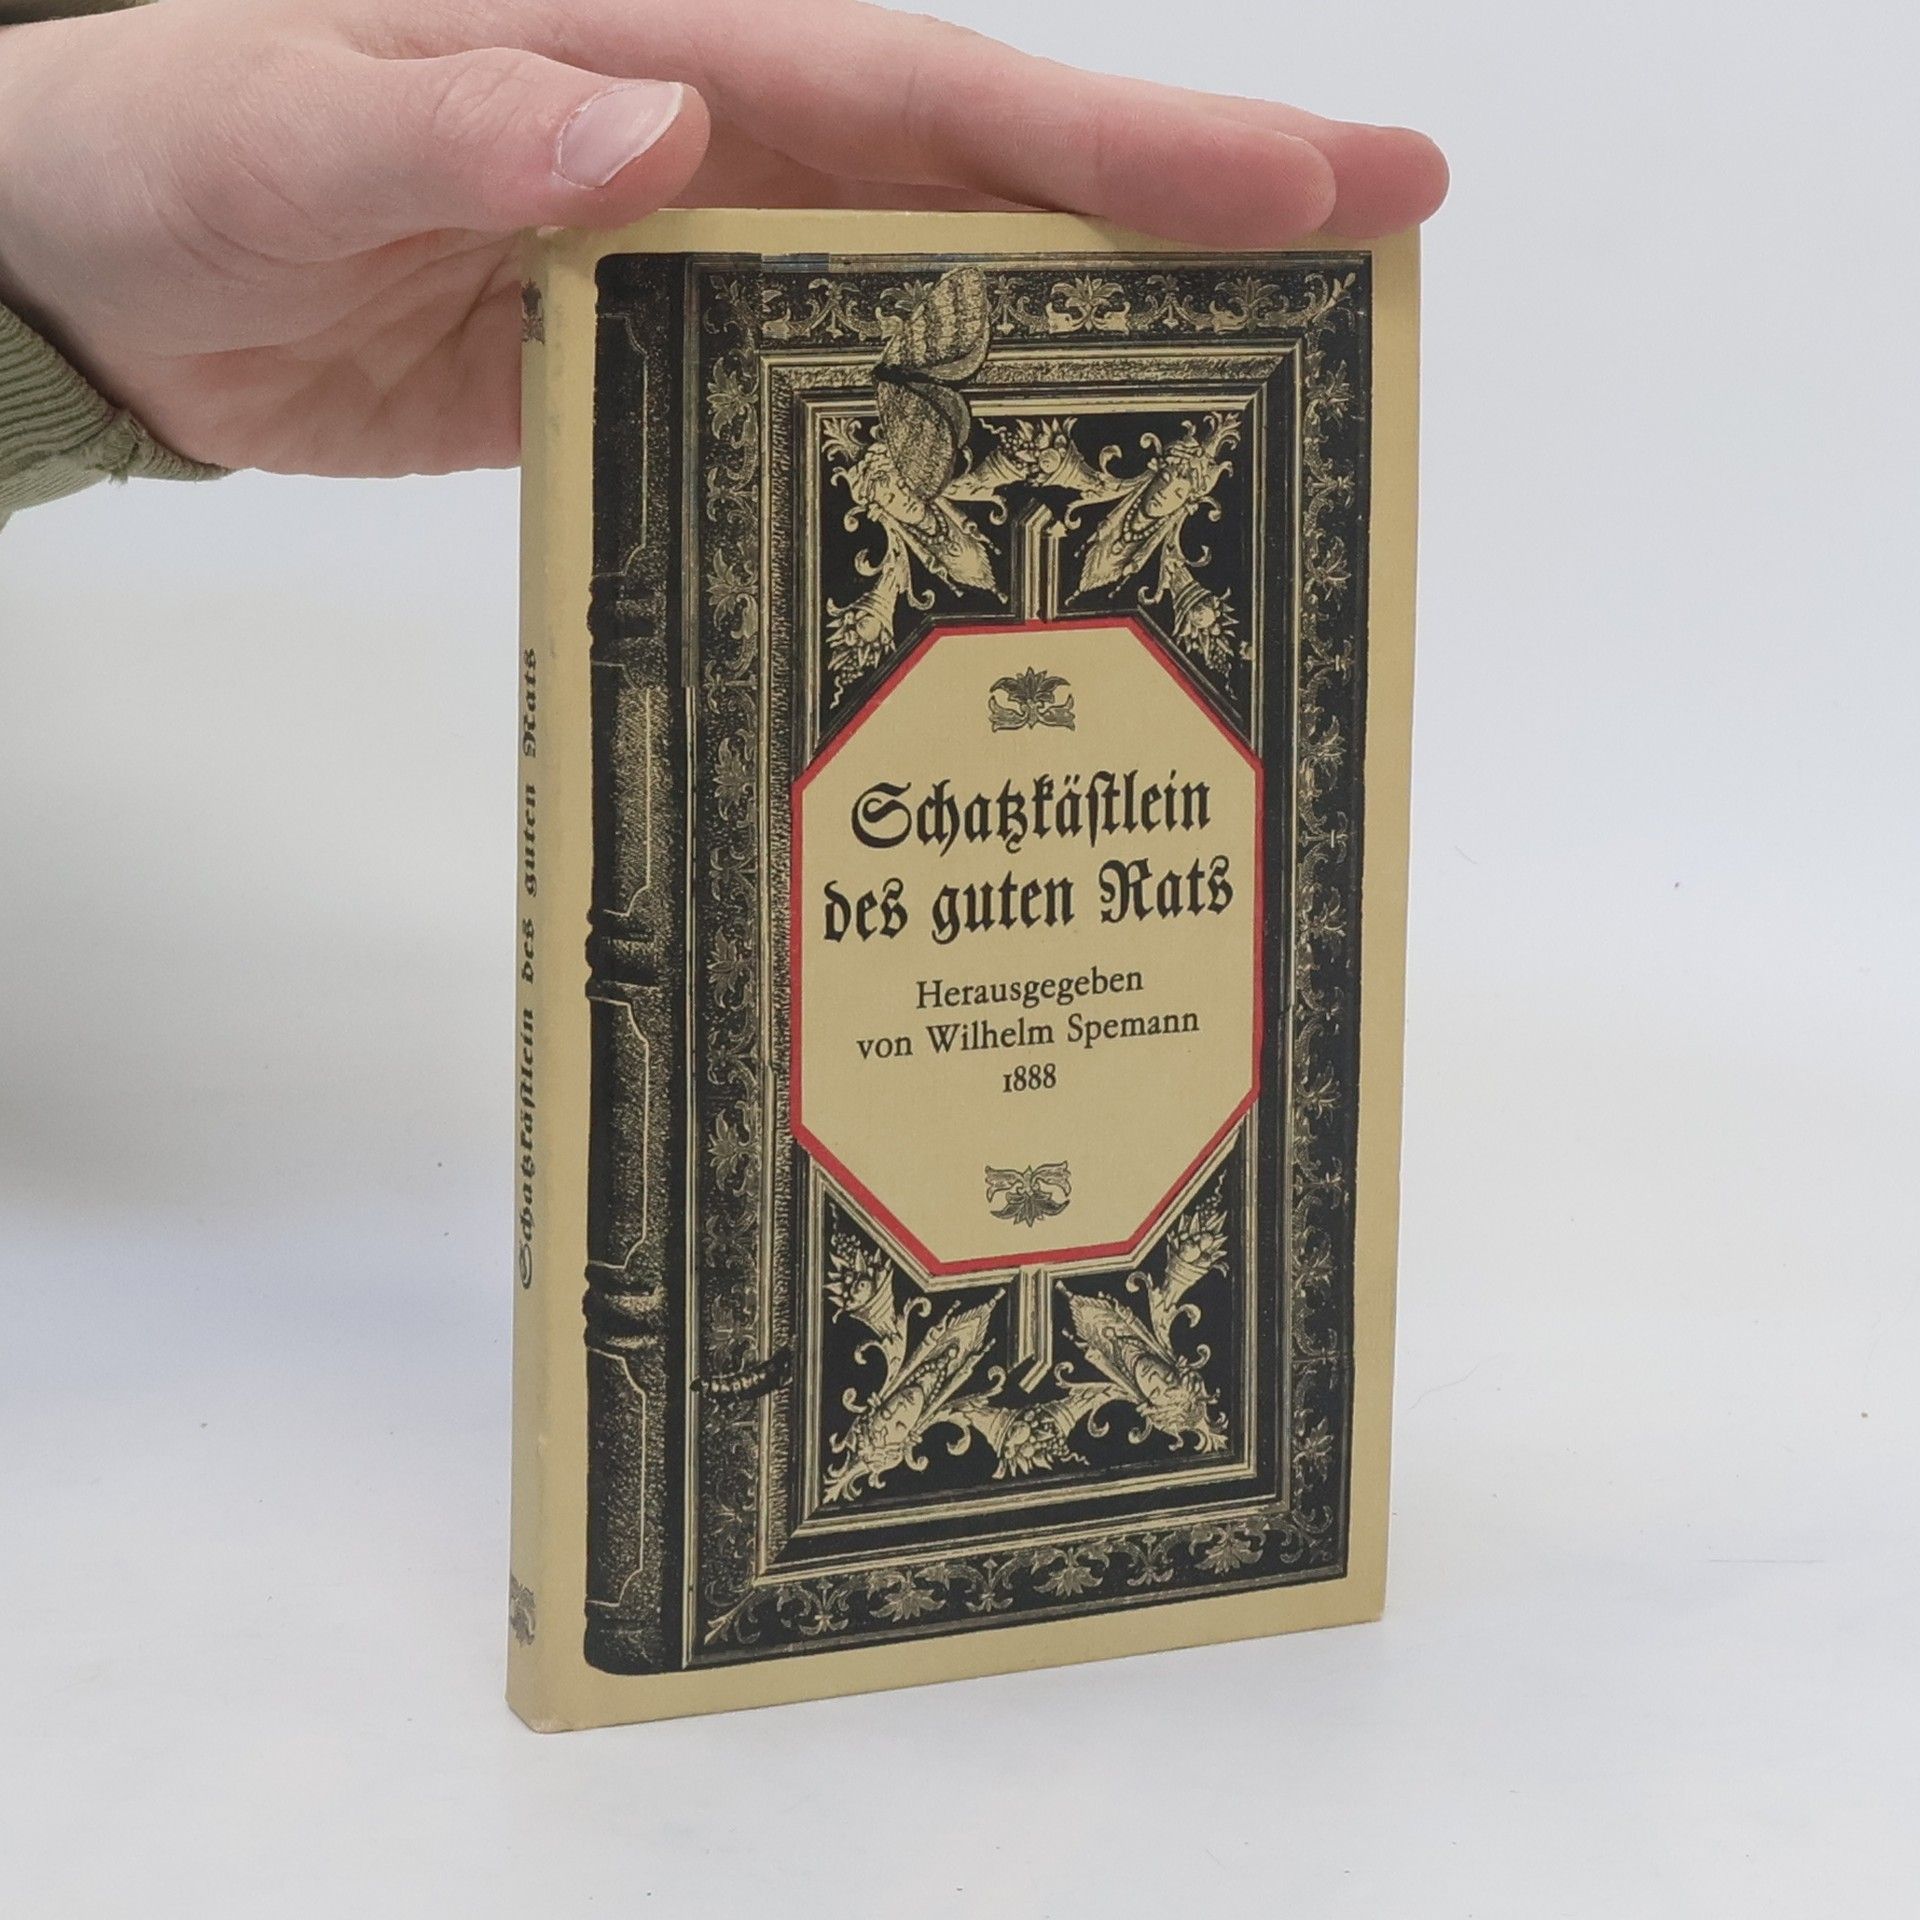 Schatzkäſtlein
des guten Rats
Herausgegeben
von Wilhelm Spemann
1888
Schatzkäſtlein des guten Rats